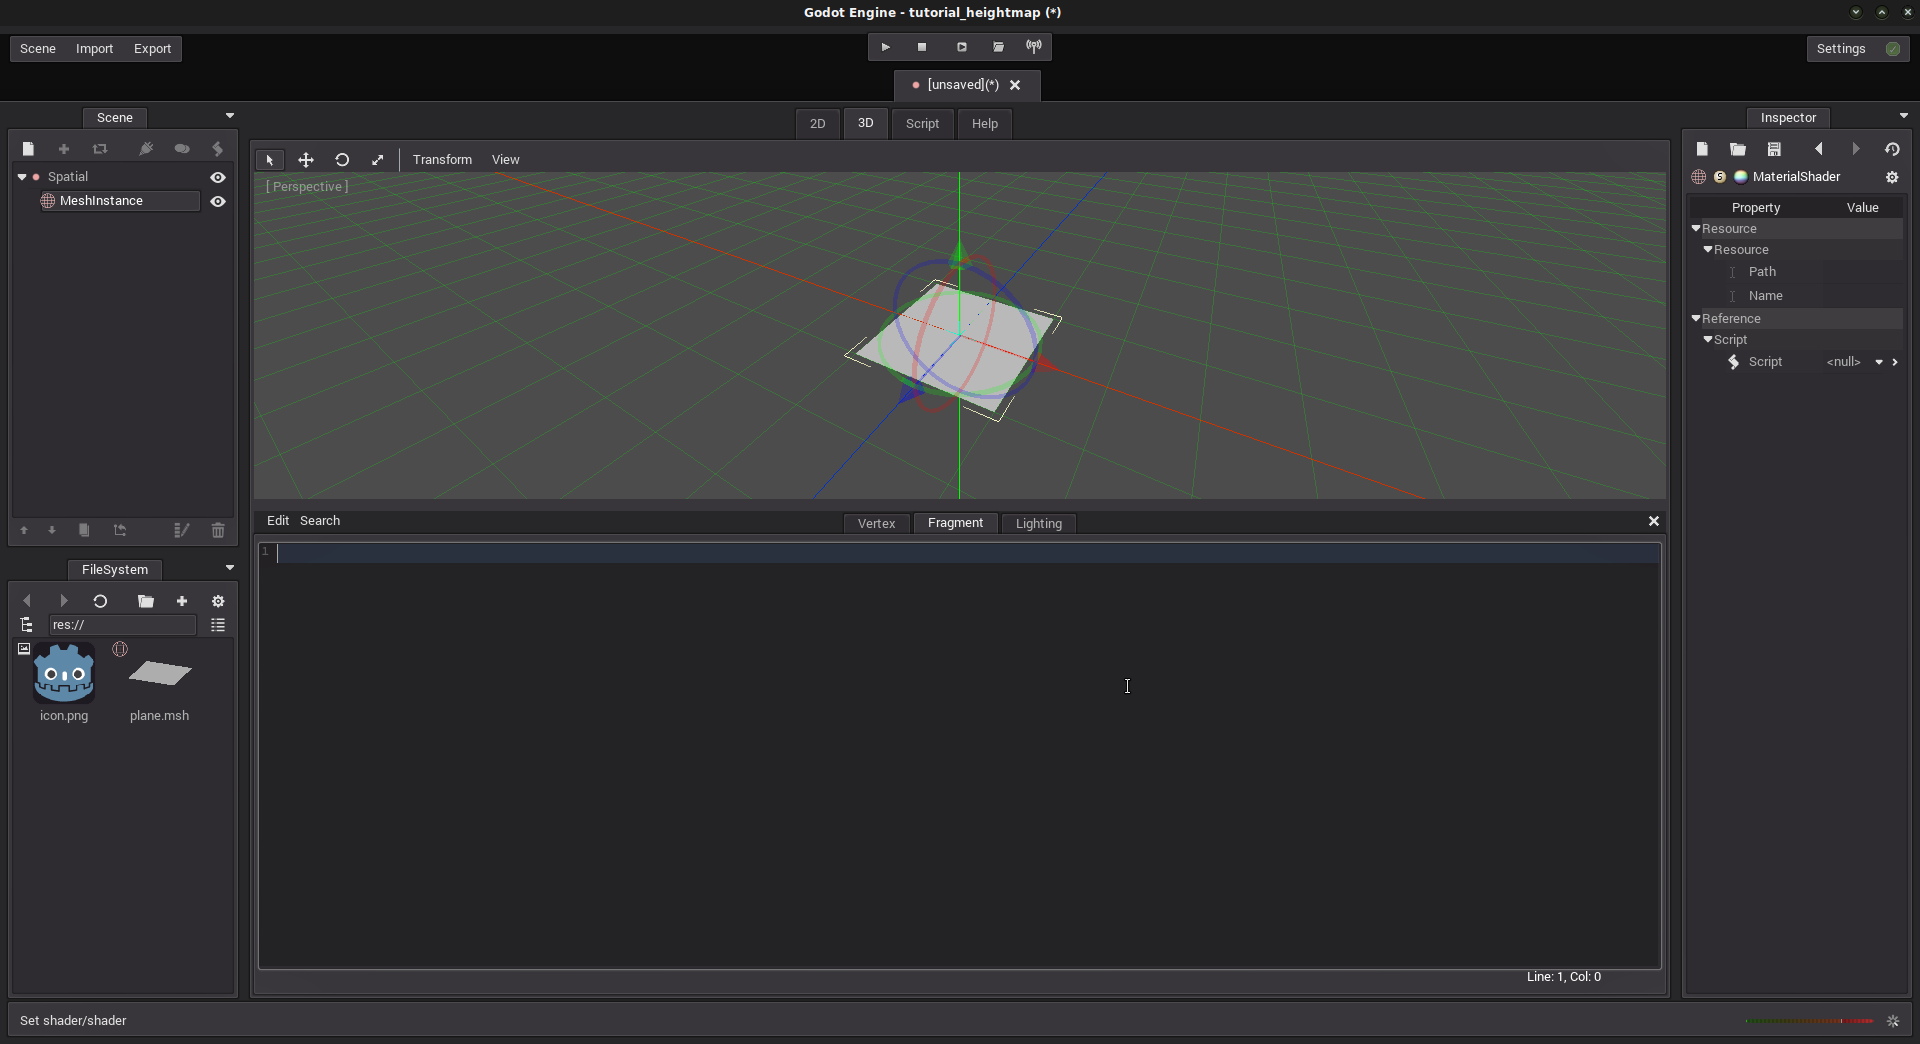 Godot Engine - tutorial_heightmap (*)
Scene Import Export
Settings
[unsaved](*)
Scene
2D 3D Script Help
Inspector
Transform View
Spatial
MeshInstance
[ Perspective ]
MaterialShader
Property Value
Resource
Resource
Path
Name
Reference
Script
Script <null>
Edit Search
Vertex Fragment Lighting
1
FileSystem
res://
icon.png plane.msh
Line: 1, Col: 0
Set shader/shader